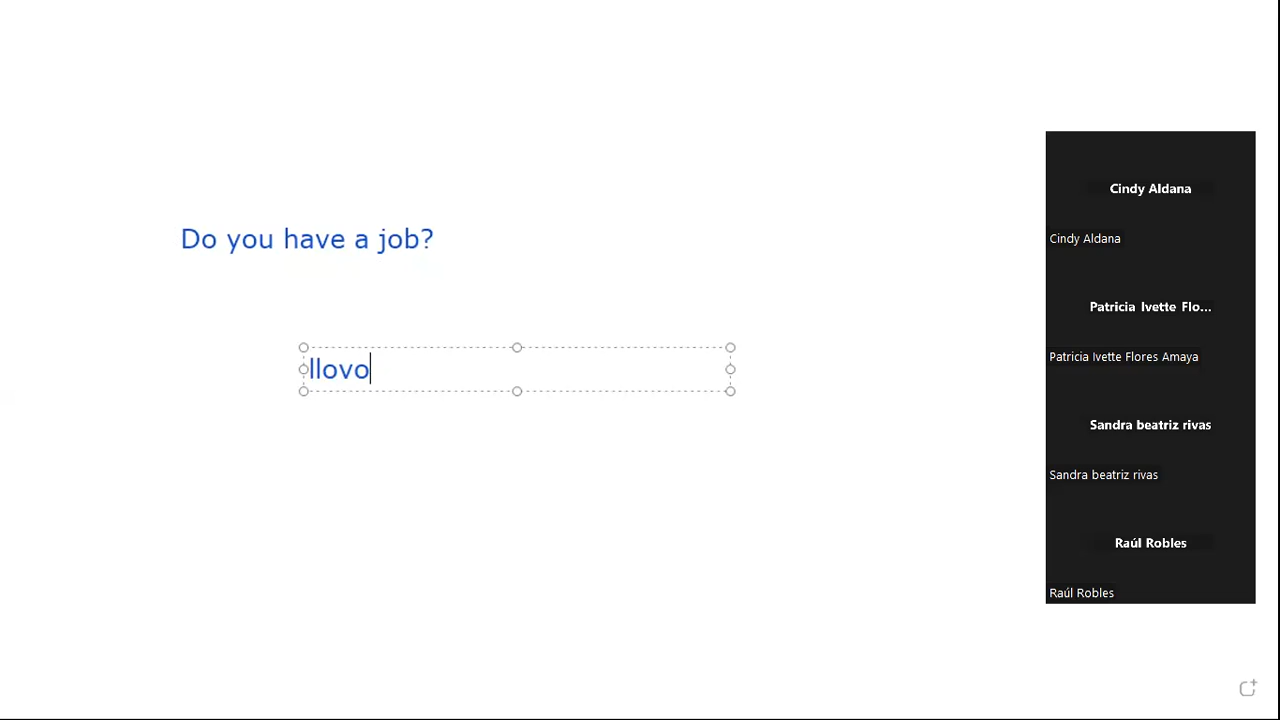 Do you have a job?
llovo
Cindy Aldana
Cindy Aldana
Patricia Ivette Flo...
Patricia Ivette Flores Amaya
Sandra beatriz rivas
Sandra beatriz rivas
Raúl Robles
Raúl Robles